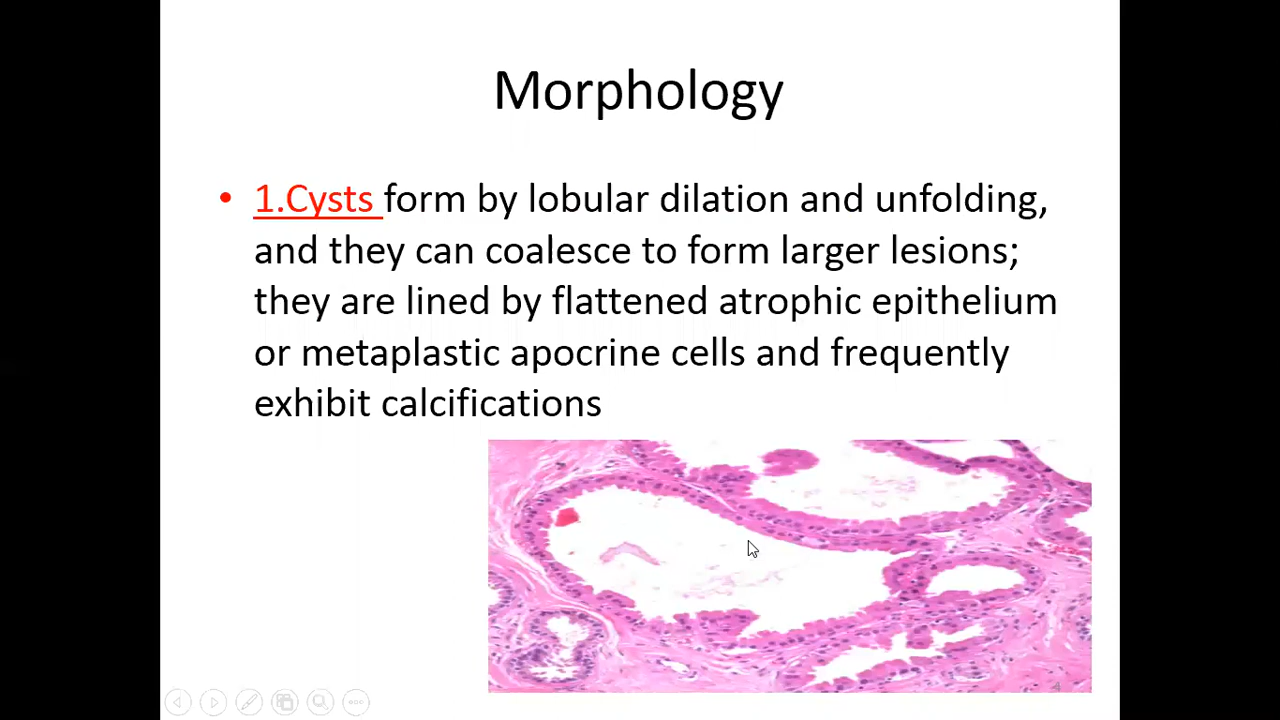 Morphology
• 1.Cysts form by lobular dilation and unfolding,
and they can coalesce to form larger lesions;
they are lined by flattened atrophic epithelium
or metaplastic apocrine cells and frequently
exhibit calcifications
4